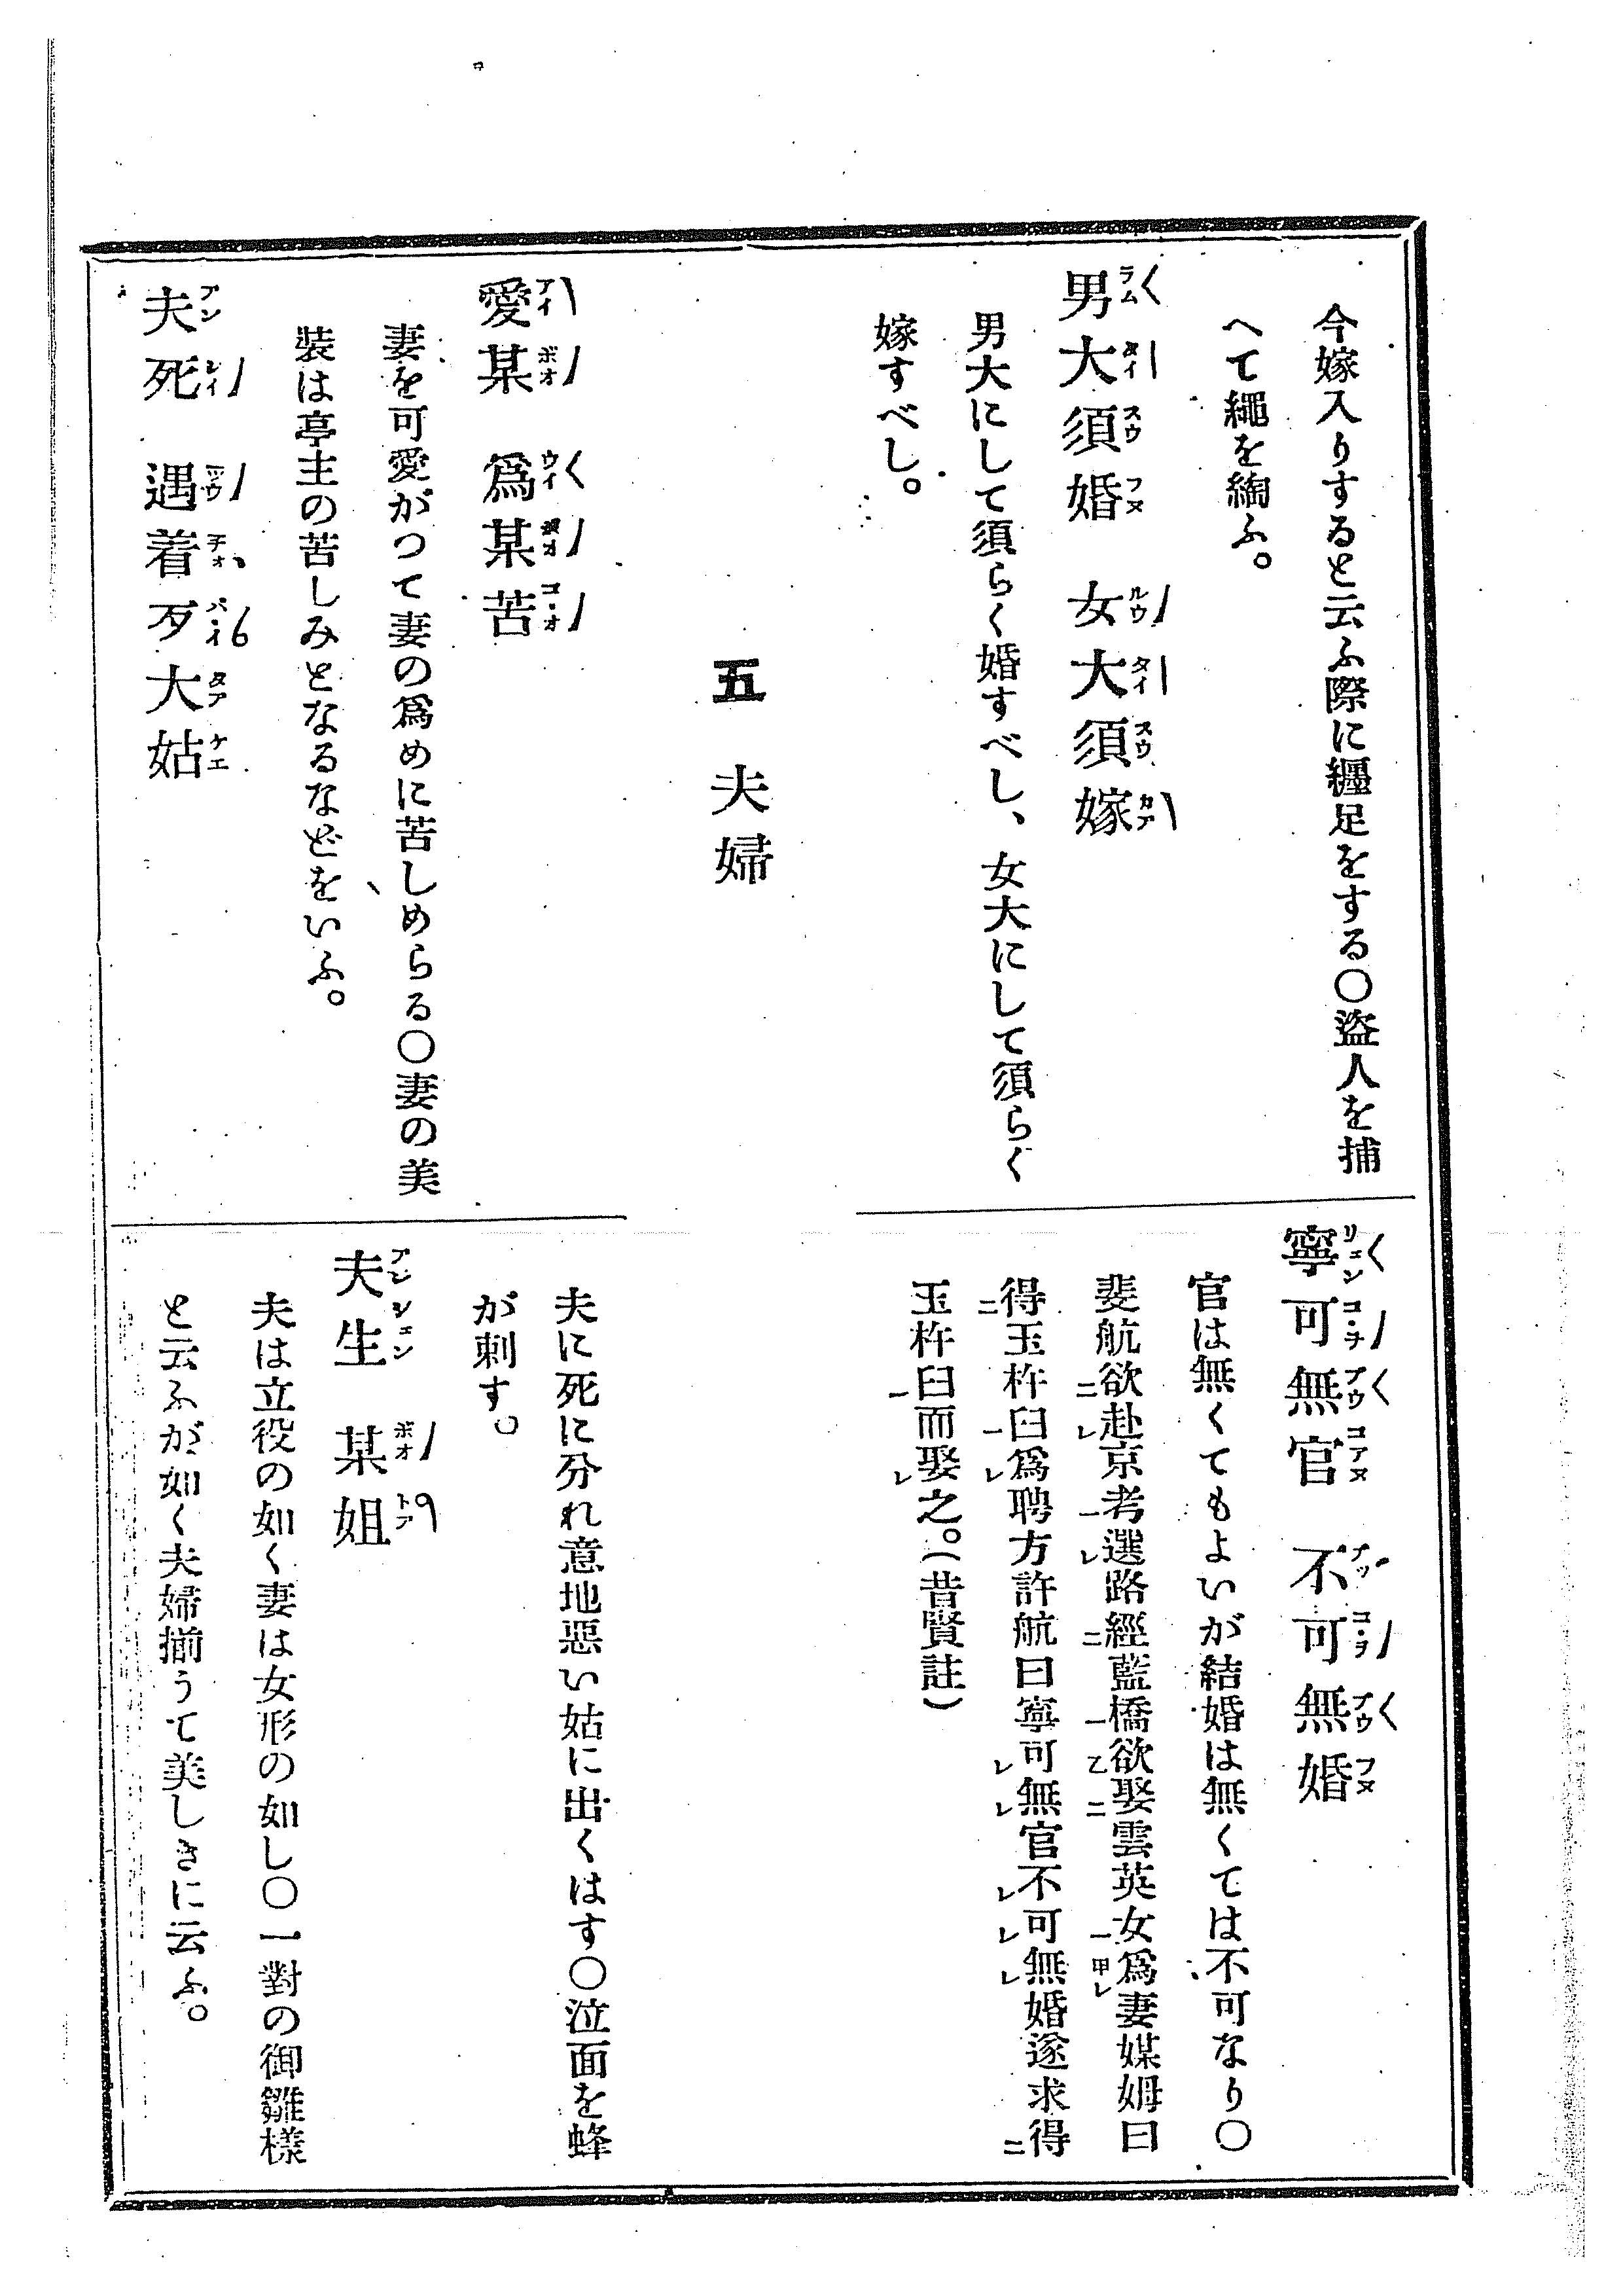 今嫁入りすると云ふ際に纒足をする〇盜人を捕
へて繩を綯ふ。
男大須婚　女大須嫁
男大にして須らく婚すべし、女大にして須らく
嫁すべし。
寧可無官　不可無婚
官は無くてもよいが結婚は無くては不可なり〇
斐航欲赴京考選路經藍橋欲娶雲英女爲妻媒姆曰
得玉杵臼爲聘方許航曰寧可無官不可無婚遂求得
玉杵臼而娶之。(昔賢註)
五　夫婦
愛某　爲某苦
妻を可愛がつて妻の爲めに苦しめらる〇妻の美
裝は亭主の苦しみとなるなどをいふ。
夫死　遇着歹大姑
夫に死に分れ意地惡い姑に出くはす〇泣面を蜂
が刺す。
夫生　某姐
夫は立役の如く妻は女形の如し〇一對の御雛樣
と云ふが如く夫婦揃うて美しきに云ふ。